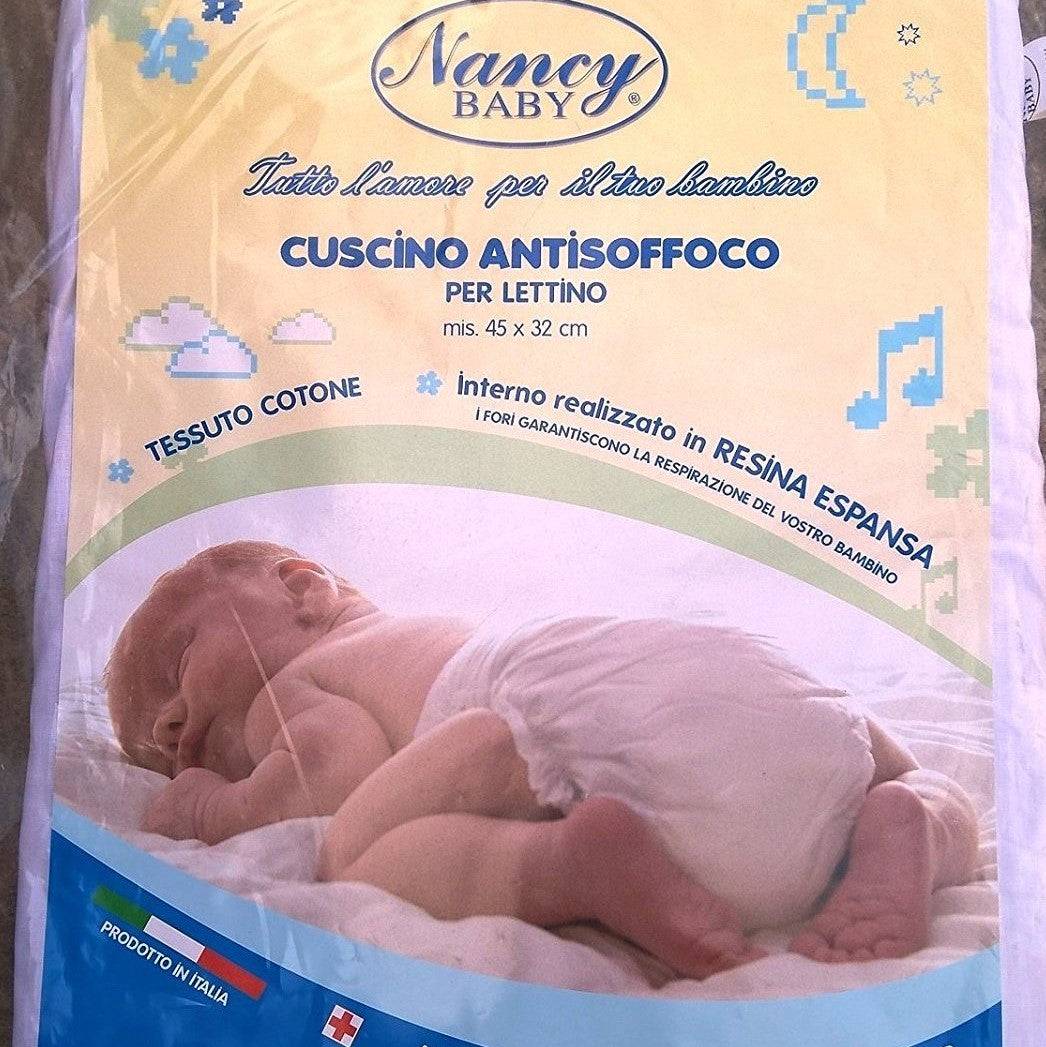 Nancy
BABY®
Tutto l'amore per il tuo bambino
CUSCINO ANTISOFFOCO
PER LETTINO
mis. 45 x 32 cm
TESSUTO COTONE
Interno realizzato in RESINA ESPANSA
I FORI GARANTISCONO LA RESPIRAZIONE DEL VOSTRO BAMBINO
PRODOTTO IN ITALIA
BABY